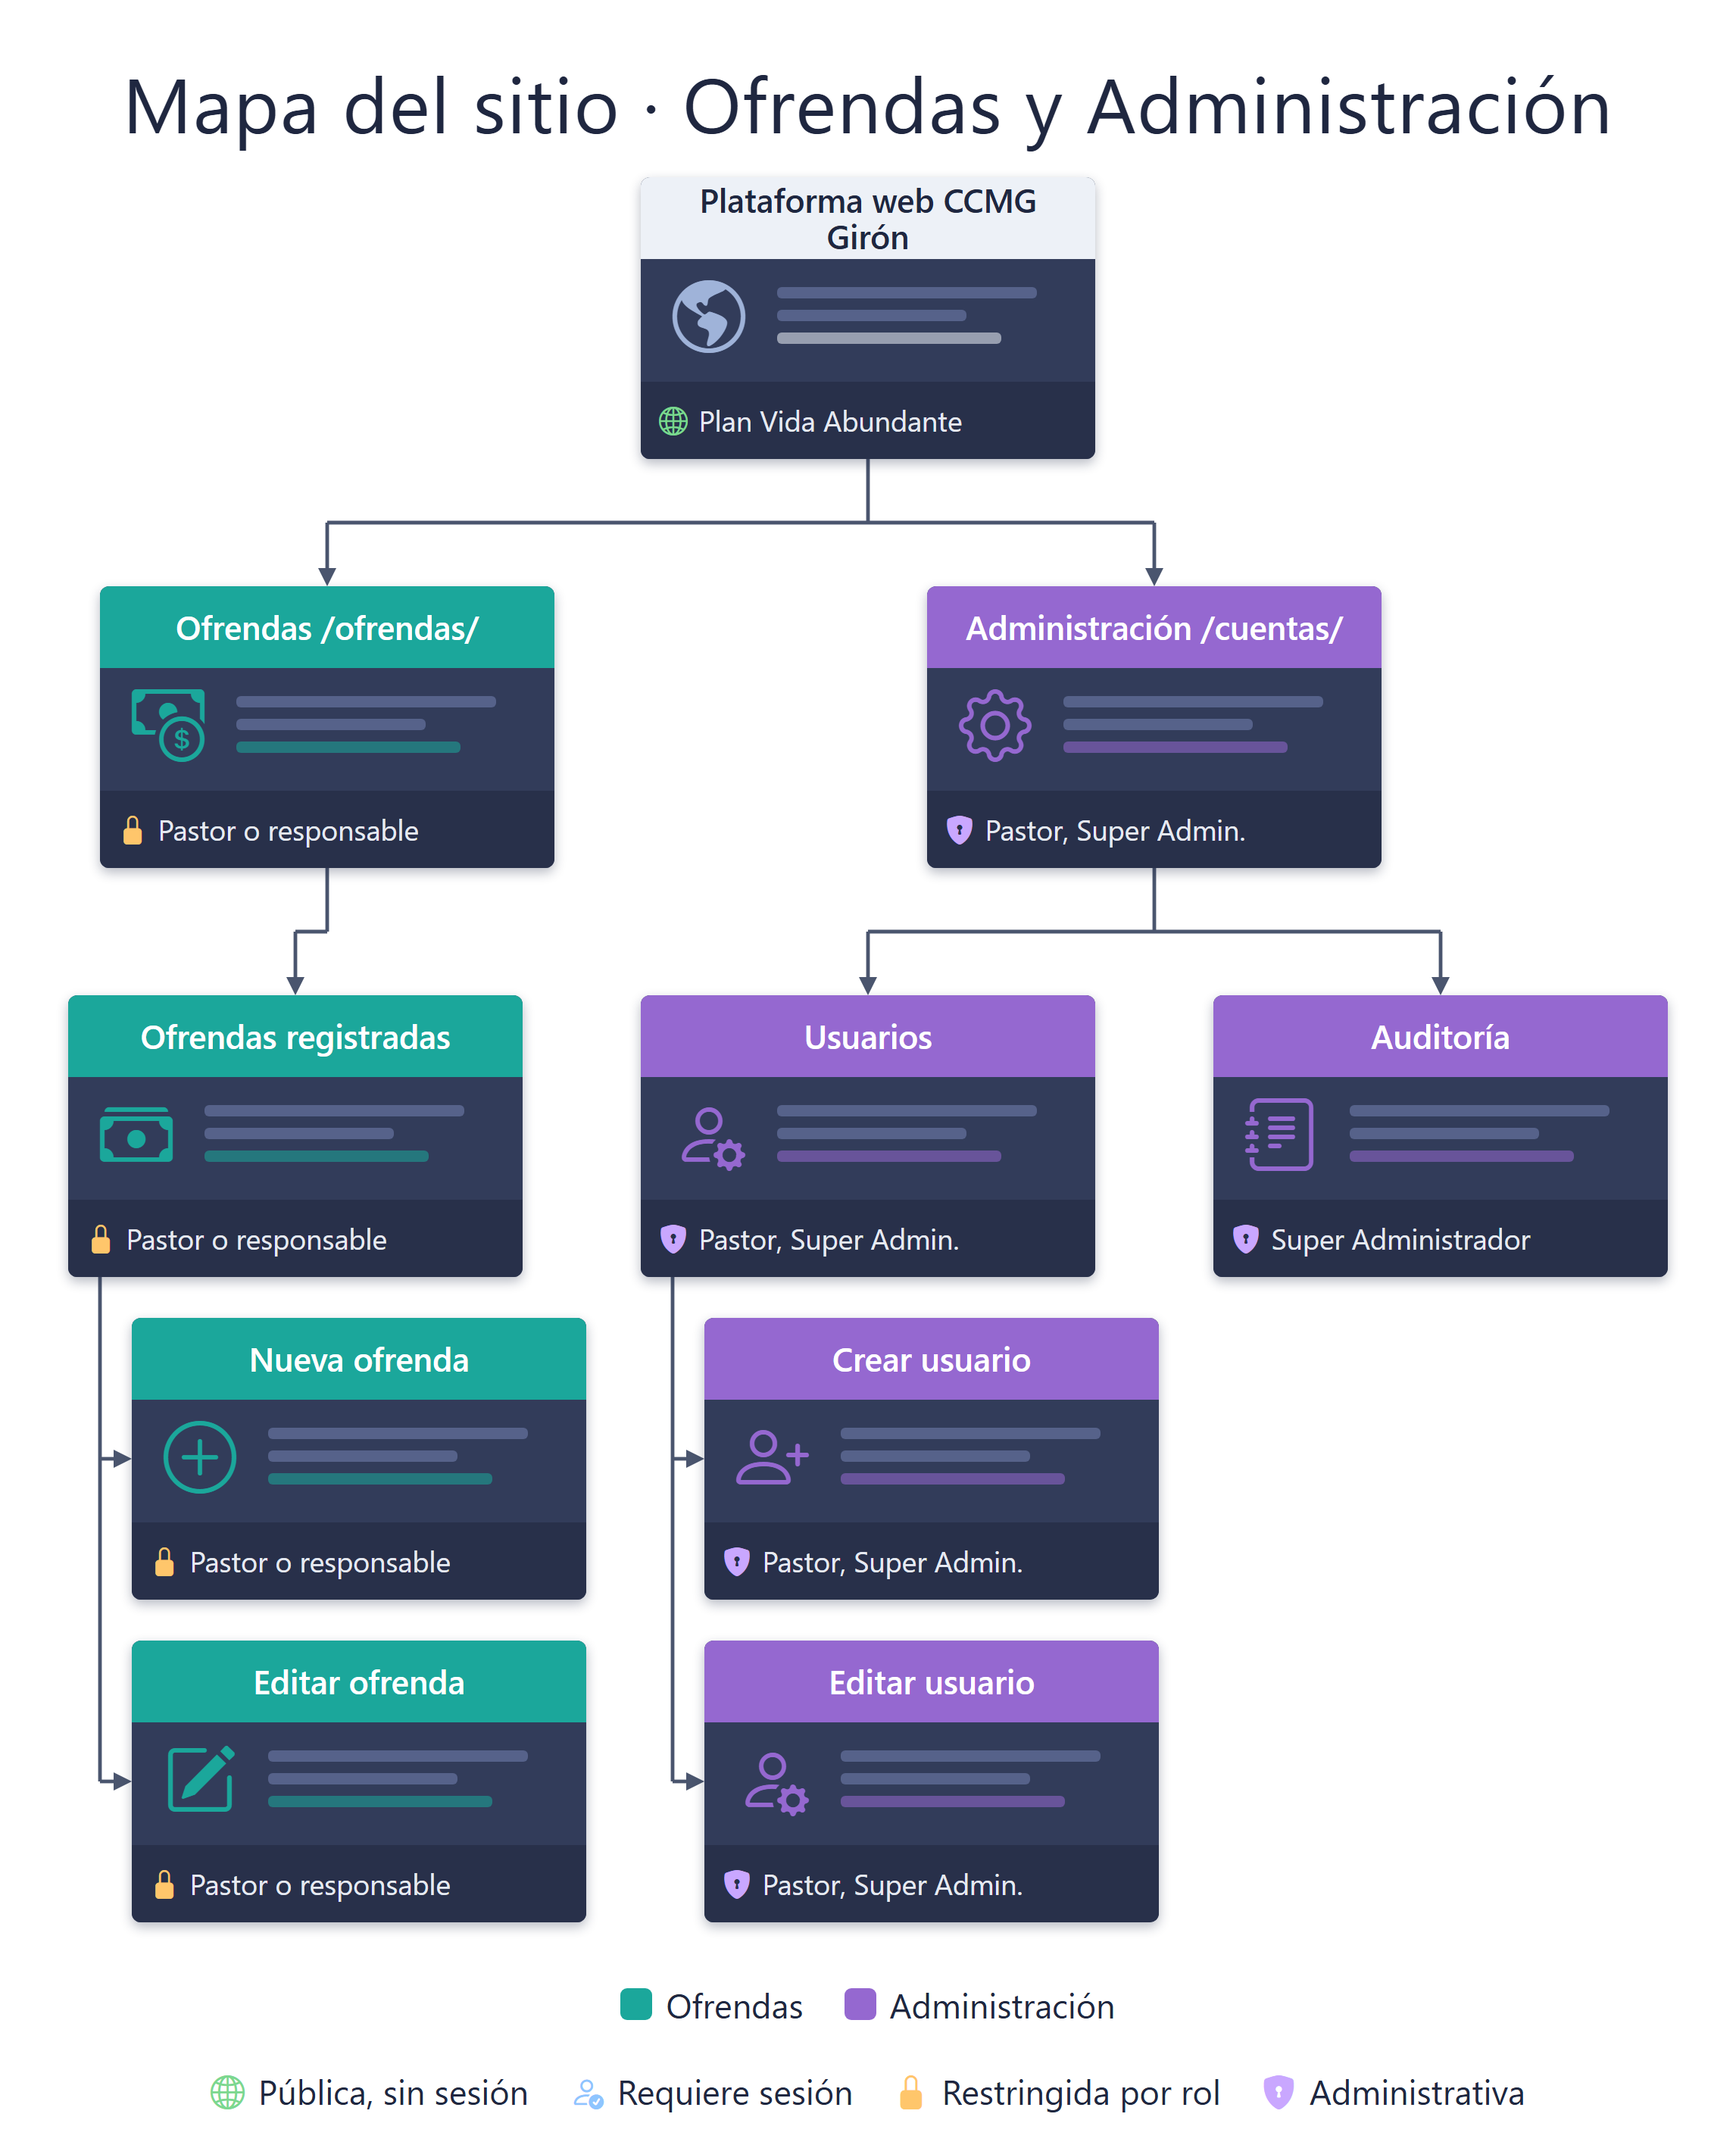 Mapa del sitio · Ofrendas y Administración
Plataforma web CCMG
Girón
Plan Vida Abundante
Ofrendas /ofrendas/
$
Pastor o responsable
Administración /cuentas/
Pastor, Super Admin.
Ofrendas registradas
Pastor o responsable
Usuarios
Pastor, Super Admin.
Auditoría
Super Administrador
Nueva ofrenda
Pastor o responsable
Crear usuario
Pastor, Super Admin.
Editar ofrenda
Pastor o responsable
Editar usuario
Pastor, Super Admin.
Ofrendas
Administración
Pública, sin sesión
Requiere sesión
Restringida por rol
Administrativa